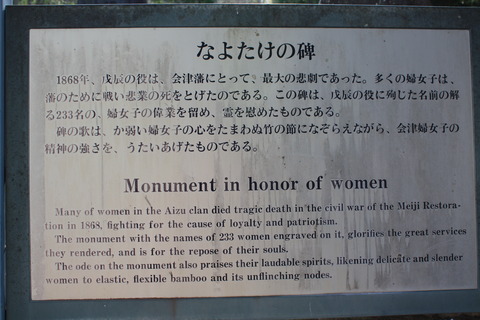 なよたけの碑
1868年、戊辰の役は、会津藩にとって、最大の悲劇であった。多くの婦女子は、
藩のために戦い悲業の死をとげたのである。この碑は、戊辰の役に殉じた名前の解
る233名の、婦女子の偉業を留め、霊を慰めたものである。
碑の歌は、か弱い婦女子の心をたまわぬ竹の節になぞらえながら、会津婦女子の
精神の強さを、うたいあげたものである。
Monument in honor of women
Many of women in the Aizu clan died tragic death in the civil war of the Meiji Restora-
tion in 1868, fighting for the cause of loyalty and patriotism.
The monument with the names of 233 women engraved on it, glorifies the great services
they rendered, and is for the repose of their souls.
The ode on the monument also praises their laudable spirits, likening delicate and slender
women to elastic, flexible bamboo and its unflinching nodes.